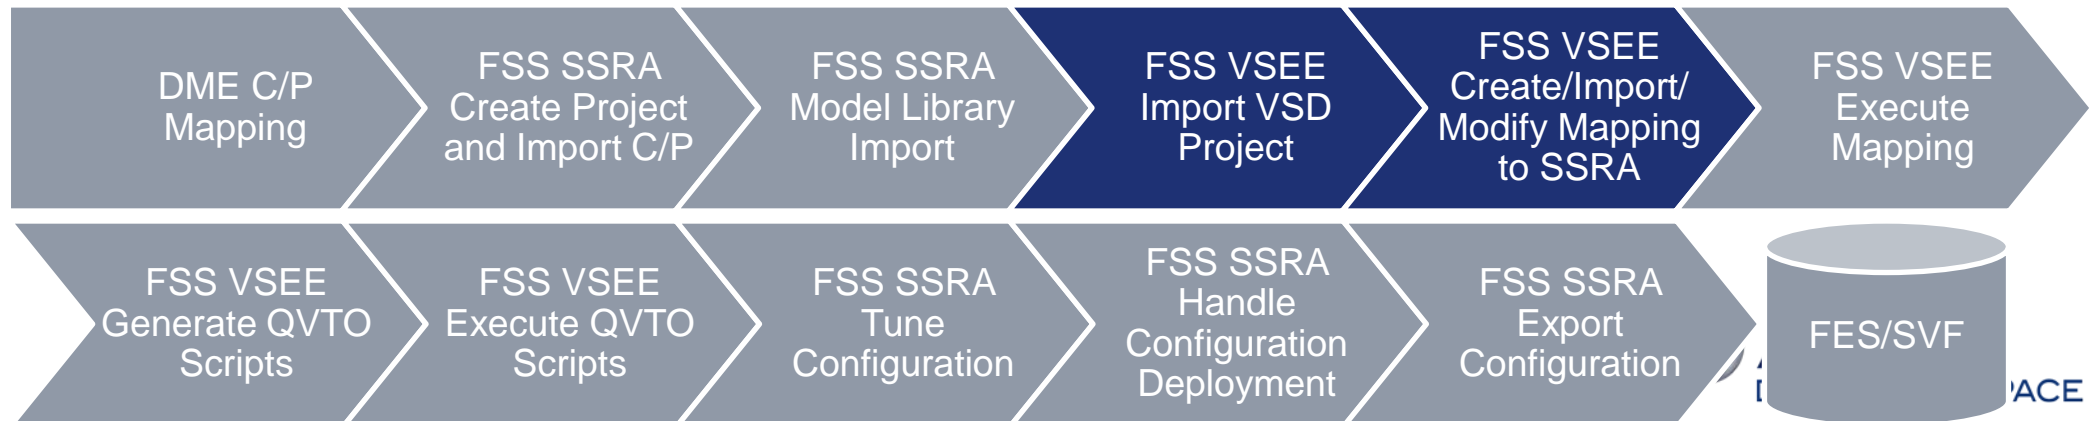 DME C/P
Mapping
FSS SSRA
Create Project
and Import C/P
FSS SSRA
Model Library
Import
FSS VSEE
Import VSD
Project
FSS VSEE
Create/Import/
Modify Mapping
to SSRA
FSS VSEE
Execute
Mapping
FSS VSEE
Generate QVTO
Scripts
FSS VSEE
Execute QVTO
Scripts
FSS SSRA
Tune
Configuration
FSS SSRA
Handle
Configuration
Deployment
FSS SSRA
Export
Configuration
FES/SVF